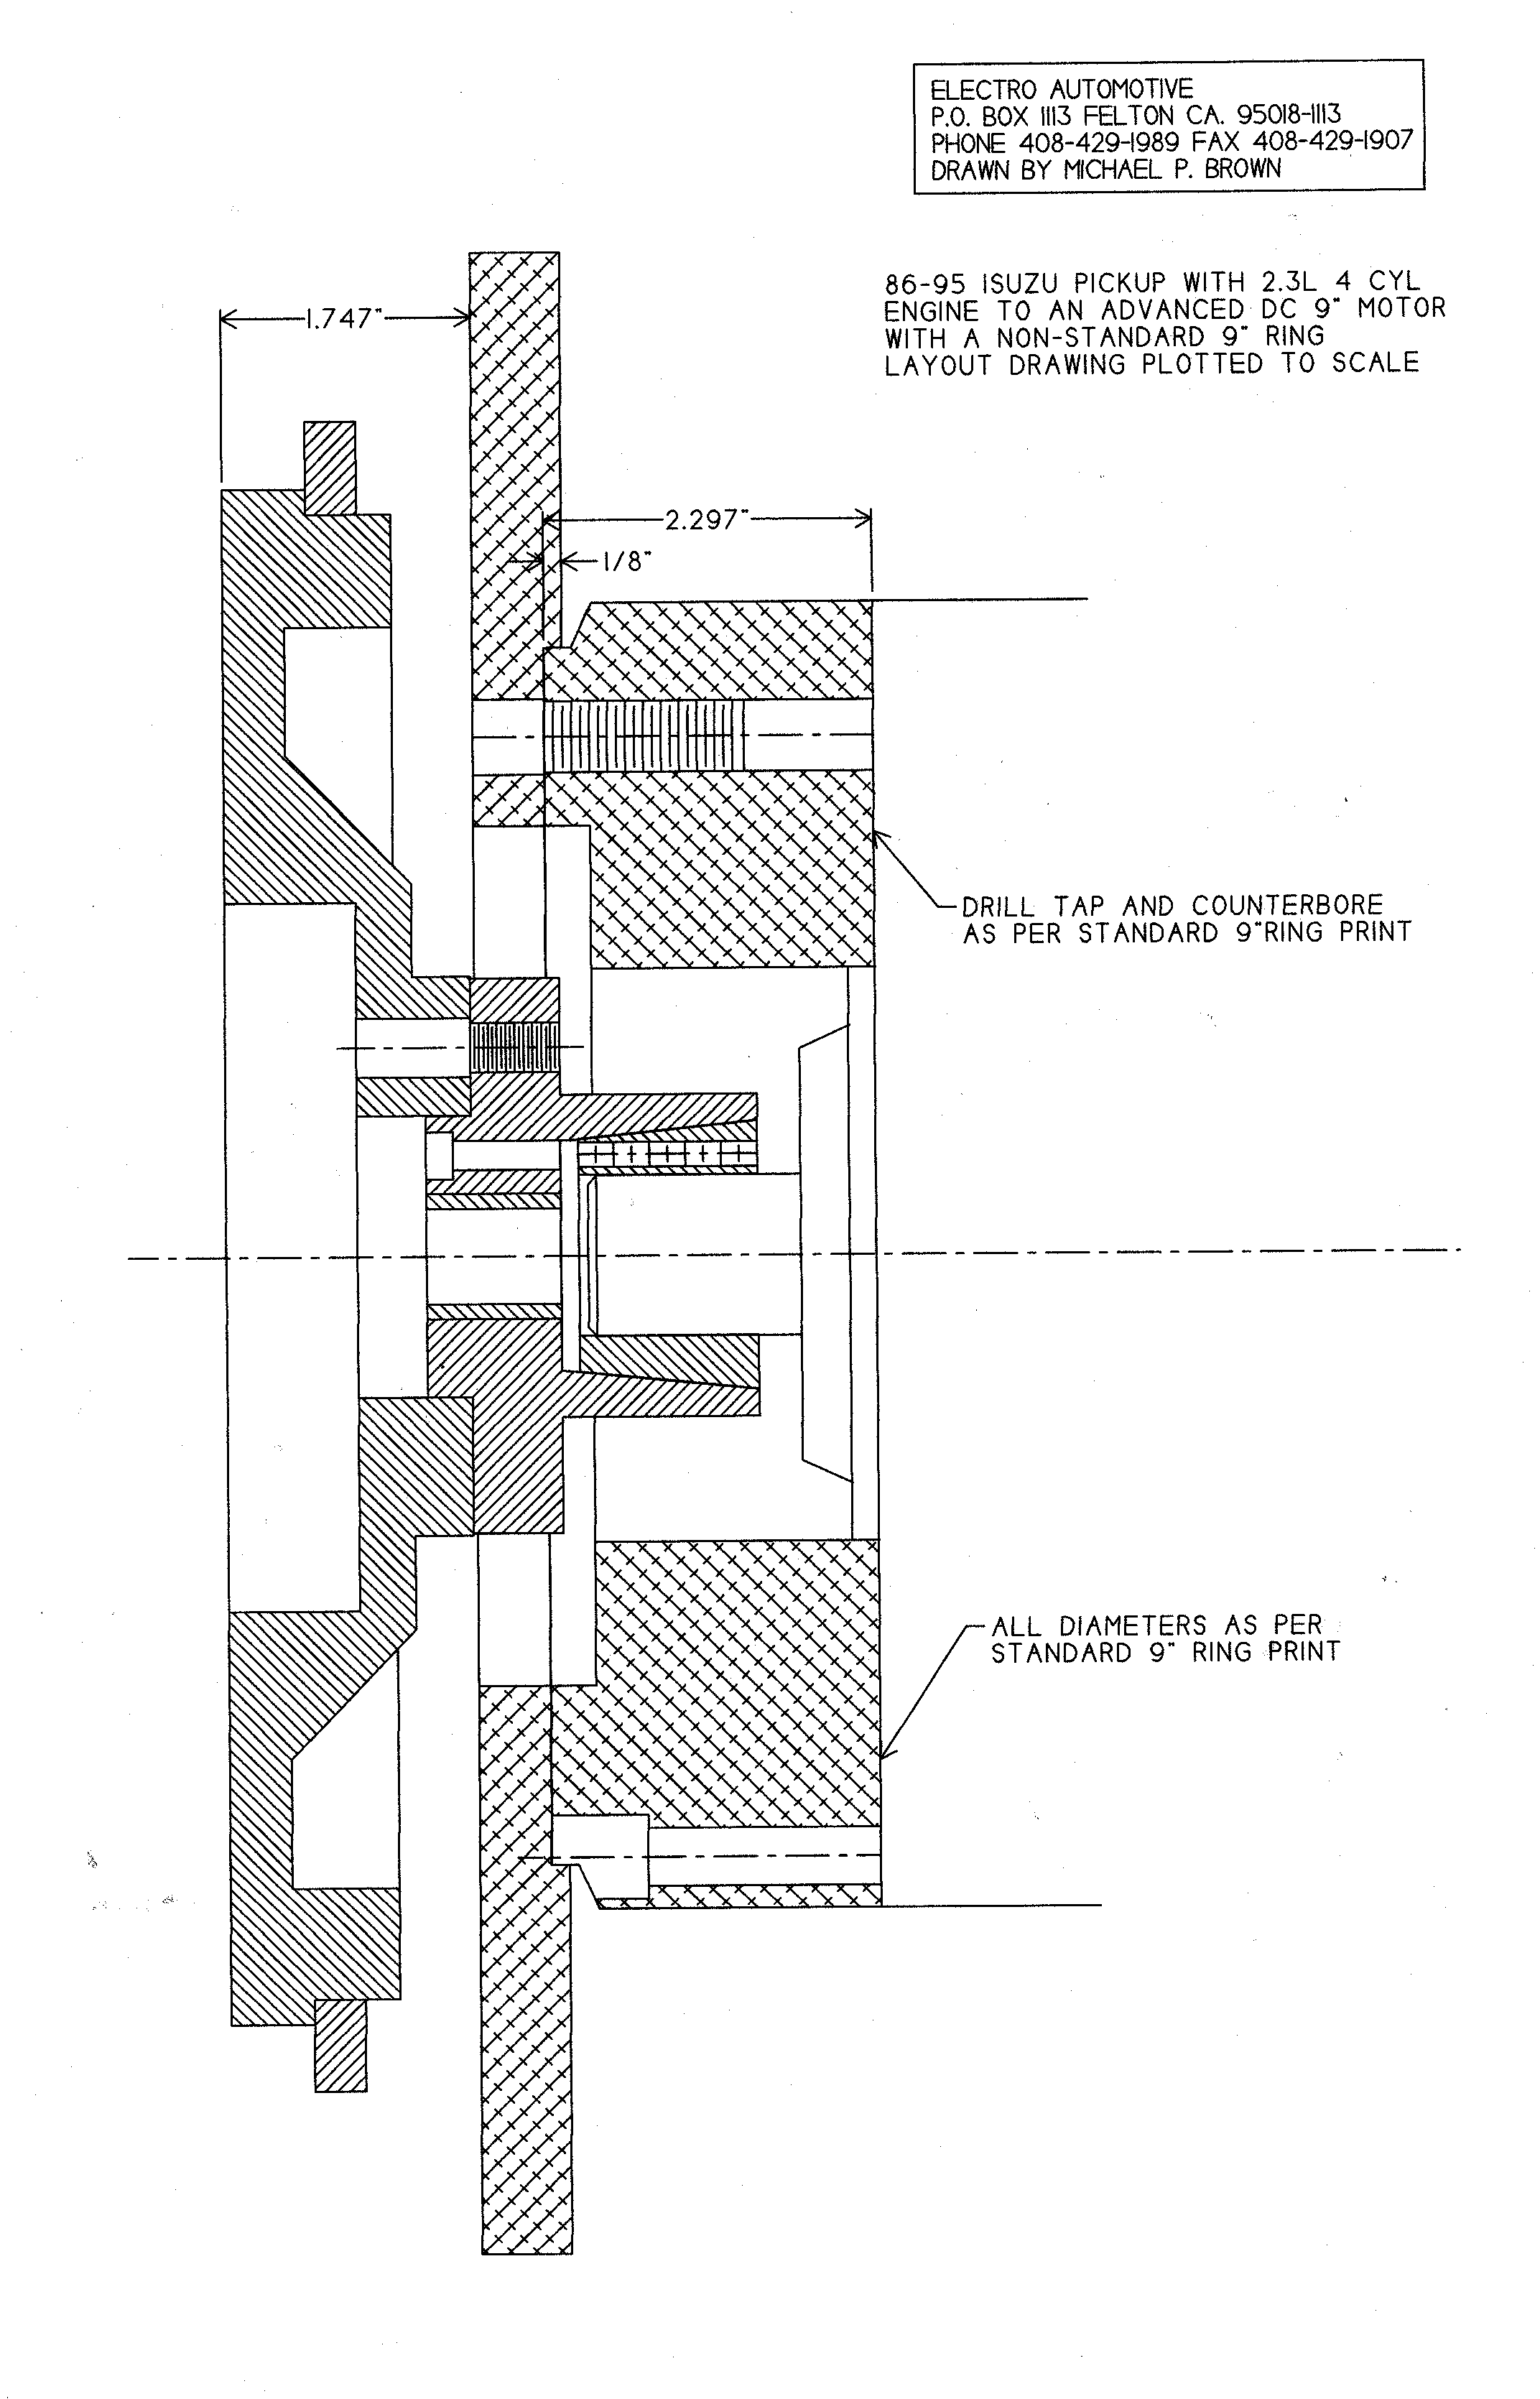 ELECTRO AUTOMOTIVE
P.O. BOX 1113 FELTON CA. 95018-1113
PHONE 408-429-1989 FAX 408-429-1907
DRAWN BY MICHAEL P. BROWN
86-95 ISUZU PICKUP WITH 2.3L 4 CYL
ENGINE TO AN ADVANCED DC 9" MOTOR
WITH A NON-STANDARD 9" RING
LAYOUT DRAWING PLOTTED TO SCALE
1.747"
2.297"
1/8"
DRILL TAP AND COUNTERBORE
AS PER STANDARD 9"RING PRINT
ALL DIAMETERS AS PER
STANDARD 9" RING PRINT